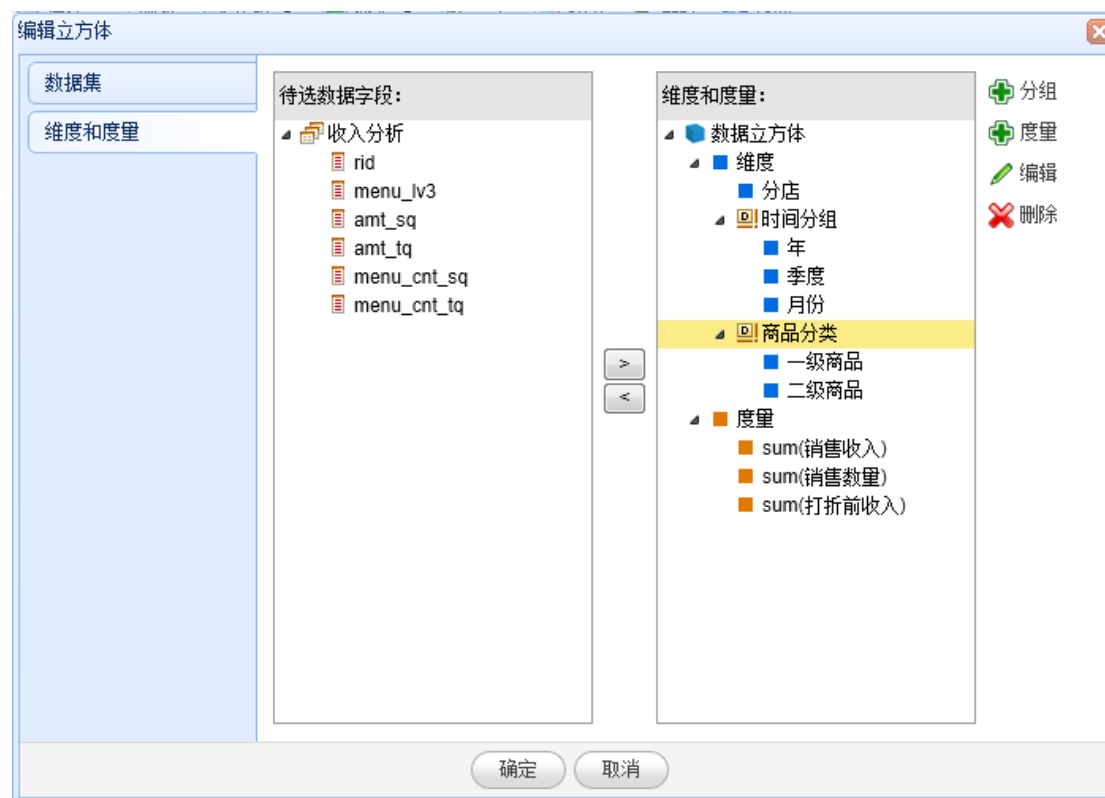 编辑立方体
数据集
维度和度量
待选数据字段:
收入分析
rid
menu_lv3
amt_sq
amt_tq
menu_cnt_sq
menu_cnt_tq
>
<
维度和度量:
数据立方体
维度
分店
时间分组
年
季度
月份
商品分类
一级商品
二级商品
度量
sum(销售收入)
sum(销售数量)
sum(打折前收入)
分组
度量
编辑
删除
确定
取消